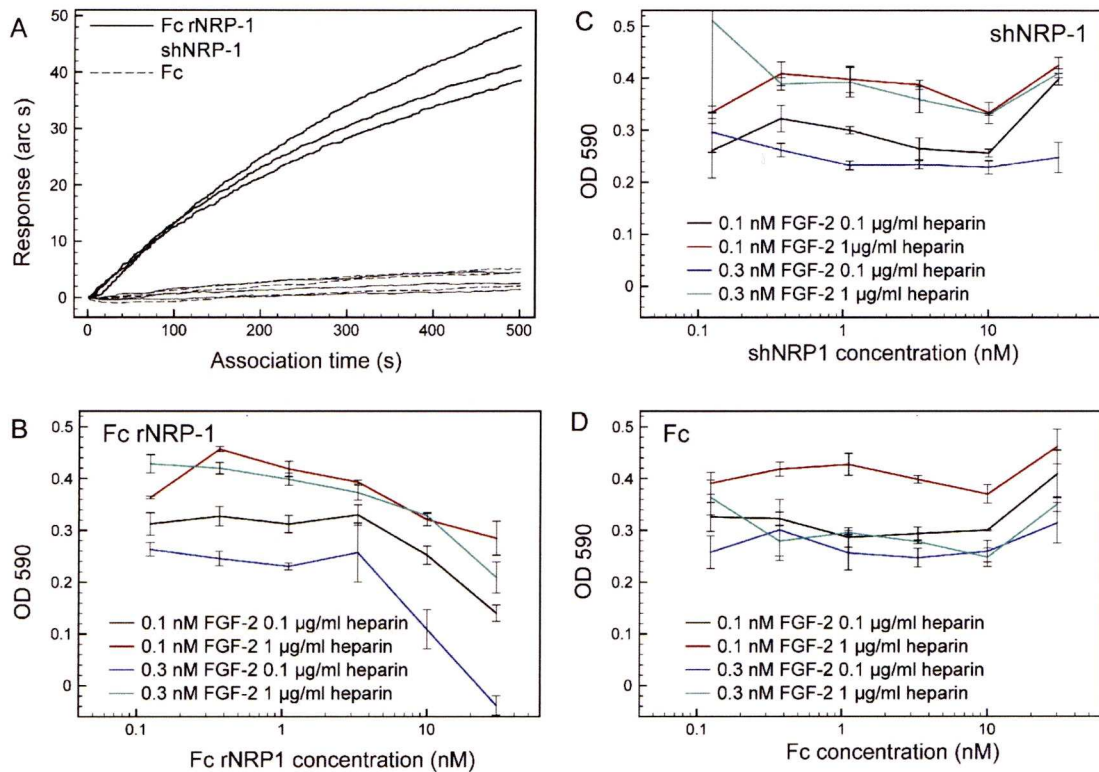 A
50
40
30
20
10
0
Response (arc s)
Fc rNRP-1
shNRP-1
Fc
0
100
200
300
400
500
Association time (s)
B
Fc rNRP-1
0.5
0.4
0.3
0.2
0.1
0
OD 590
0.1 nM FGF-2 0.1 µg/ml heparin
0.1 nM FGF-2 1 µg/ml heparin
0.3 nM FGF-2 0.1 µg/ml heparin
0.3 nM FGF-2 1 µg/ml heparin
0.1
1
10
Fc rNRP1 concentration (nM)
C
shNRP-1
0.5
0.4
0.3
0.2
0.1
0
OD 590
0.1 nM FGF-2 0.1 µg/ml heparin
0.1 nM FGF-2 1µg/ml heparin
0.3 nM FGF-2 0.1 µg/ml heparin
0.3 nM FGF-2 1 µg/ml heparin
0.1
1
10
shNRP1 concentration (nM)
D
Fc
0.5
0.4
0.3
0.2
0.1
0
OD 590
0.1 nM FGF-2 0.1 µg/ml heparin
0.1 nM FGF-2 1 µg/ml heparin
0.3 nM FGF-2 0.1 µg/ml heparin
0.3 nM FGF-2 1 µg/ml heparin
0.1
1
10
Fc concentration (nM)